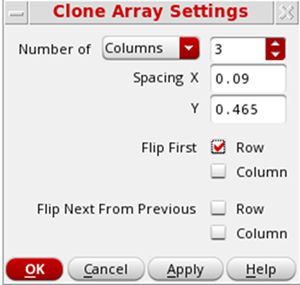 Clone Array Settings
Number of Columns 3
Spacing X 0.09
Y 0.465
Flip First Row
Column
Flip Next From Previous Row
Column
OK Cancel Apply Help